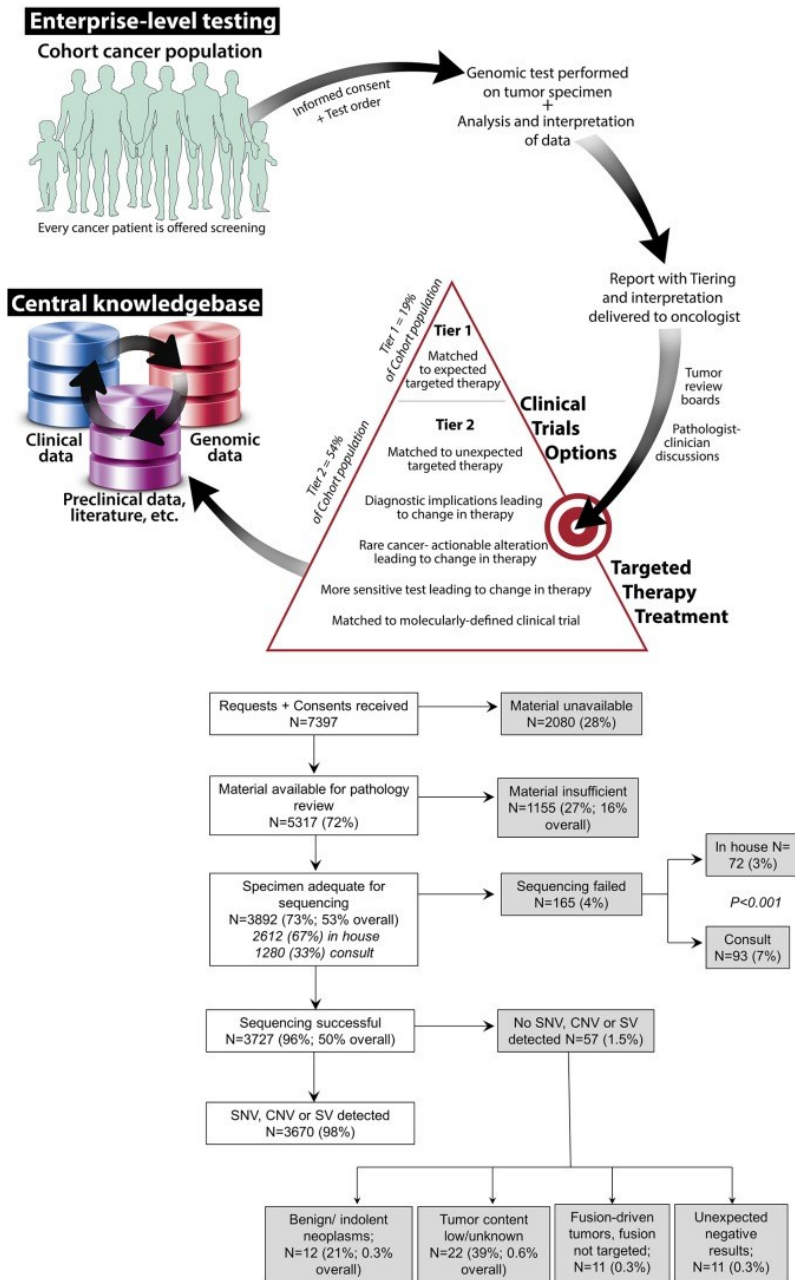 Enterprise-level testing
Cohort cancer population
Every cancer patient is offered screening
Informed consent
+ Test order
Genomic test performed
on tumor specimen
+
Analysis and interpretation
of data
Report with Tiering
and interpretation
delivered to oncologist
Tumor
review
boards
Pathologist-
clinician
discussions
Central knowledgebase
Clinical
data
Genomic
data
Preclinical data,
literature, etc.
Tier 1 = 19%
of Cohort population
Tier 2 = 54%
of Cohort population
Tier 1
Matched
to expected
targeted therapy
Tier 2
Matched to unexpected
targeted therapy
Diagnostic implications leading
to change in therapy
Rare cancer- actionable alteration
leading to change in therapy
More sensitive test leading to change in therapy
Matched to molecularly-defined clinical trial
Clinical
Trials
Options
Targeted
Therapy
Treatment
Requests + Consents received
N=7397
Material unavailable
N=2080 (28%)
Material available for pathology
review
N=5317 (72%)
Material insufficient
N=1155 (27%; 16%
overall)
Specimen adequate for
sequencing
N=3892 (73%; 53% overall)
2612 (67%) in house
1280 (33%) consult
Sequencing failed
N=165 (4%)
In house N=
72 (3%)
P<0.001
Consult
N=93 (7%)
Sequencing successful
N=3727 (96%; 50% overall)
No SNV, CNV or SV
detected N=57 (1.5%)
SNV, CNV or SV detected
N=3670 (98%)
Benign/ indolent
neoplasms;
N=12 (21%; 0.3%
overall)
Tumor content
low/unknown
N=22 (39%; 0.6%
overall)
Fusion-driven
tumors, fusion
not targeted;
N=11 (0.3%)
Unexpected
negative
results;
N=11 (0.3%)